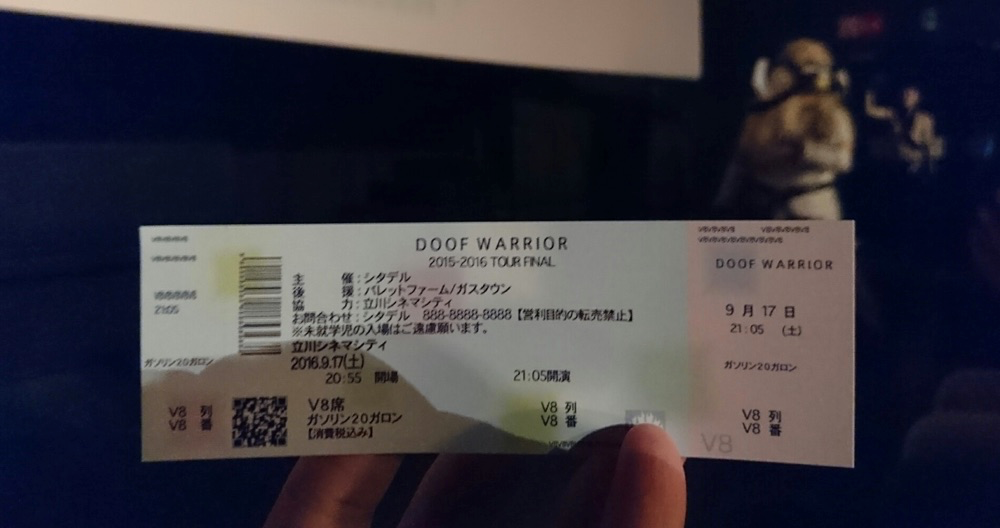 DOOF WARRIOR
2015-2016 TOUR FINAL
主 催:シタデル
後 援:バレットファーム/ガスタウン
協 力:立川シネマシティ
お問合わせ:シタデル 888-8888-8888【営利目的の転売禁止】
※未就学児の入場はご遠慮願います。
立川シネマシティ
2016.9.17(土)
20:55 開場
21:05開演
V8席
ガソリン20ガロン
【消費税込み】
V8 列
V8 番
21:05
ガソリン20ガロン
V8 列
V8 番
V8V8V8V8
V8V8V8V8
DOOF WARRIOR
9月17日
21:05 (土)
ガソリン20ガロン
V8 列
V8 番
V8